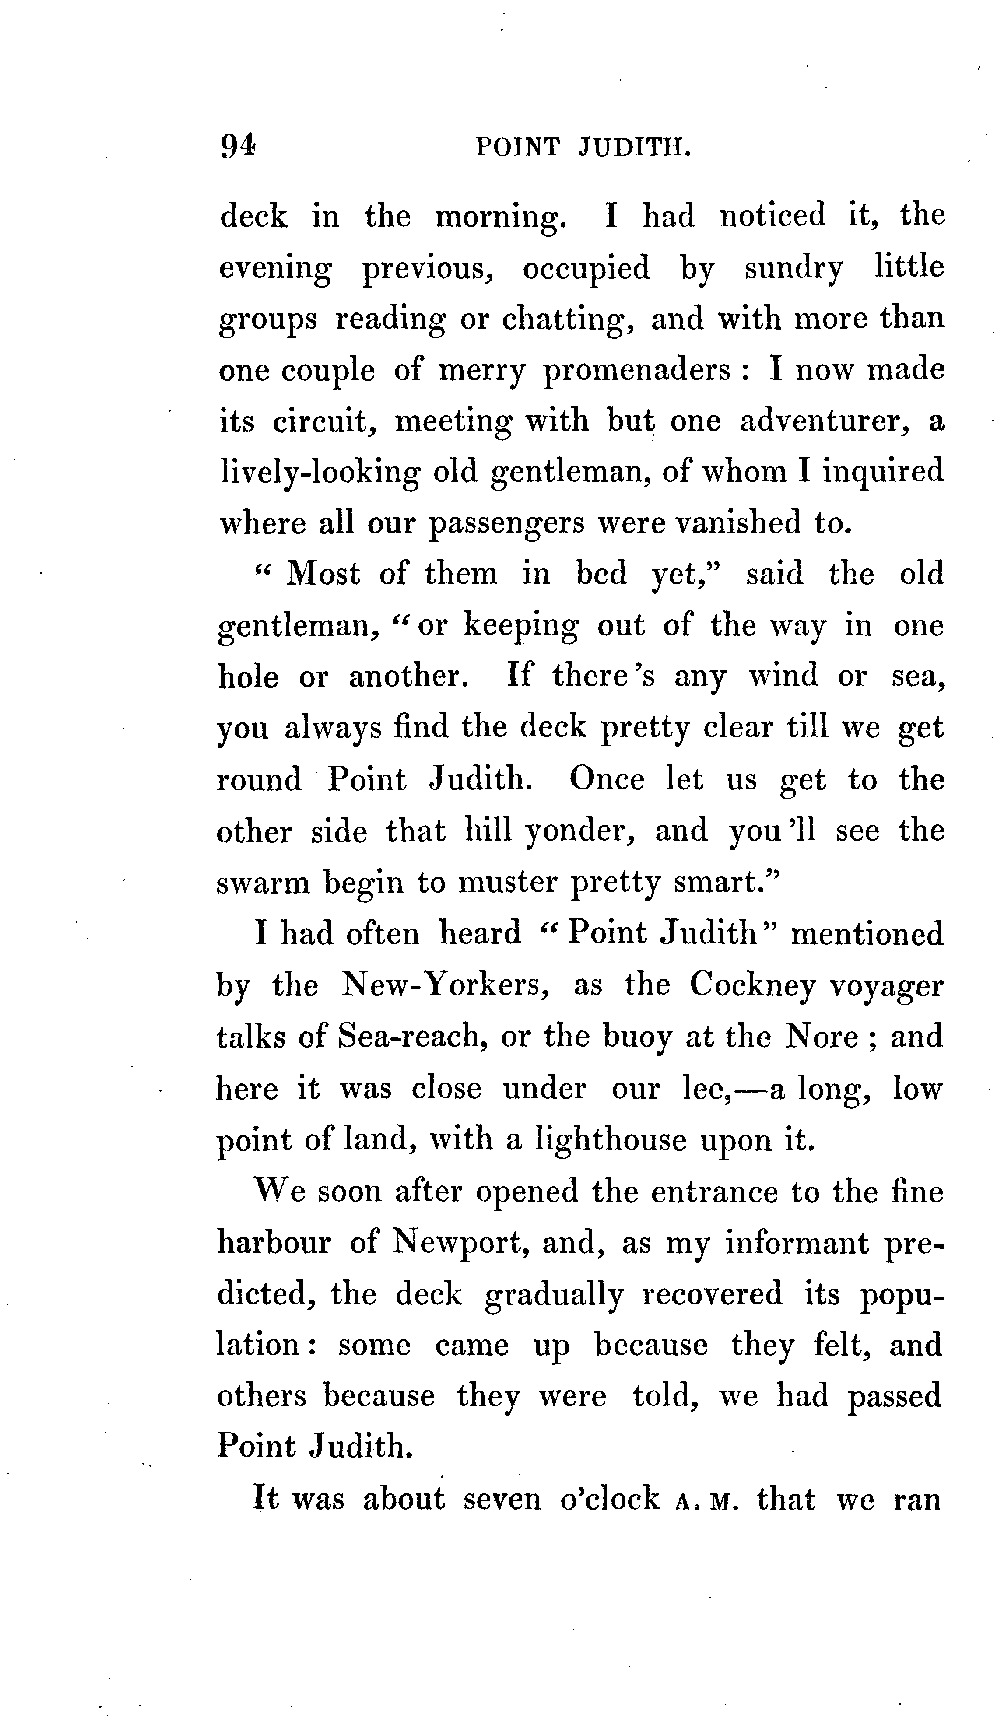 94 POINT JUDITH.
deck in the morning. I had noticed it, the
evening previous, occupied by sundry little
groups reading or chatting, and with more than
one couple of merry promenaders : I now made
its circuit, meeting with but one adventurer, a
lively-looking old gentleman, of whom I inquired
where all our passengers were vanished to.
“ Most of them in bed yet,” said the old
gentleman, “ or keeping out of the way in one
hole or another. If there ’s any wind or sea,
you always find the deck pretty clear till we get
round Point Judith. Once let us get to the
other side that hill yonder, and you ’ll see the
swarm begin to muster pretty smart.”
I had often heard “ Point Judith” mentioned
by the New-Yorkers, as the Cockney voyager
talks of Sea-reach, or the buoy at the Nore ; and
here it was close under our lee,—a long, low
point of land, with a lighthouse upon it.
We soon after opened the entrance to the fine
harbour of Newport, and, as my informant pre-
dicted, the deck gradually recovered its popu-
lation : some came up because they felt, and
others because they were told, we had passed
Point Judith.
It was about seven o’clock A. M. that we ran